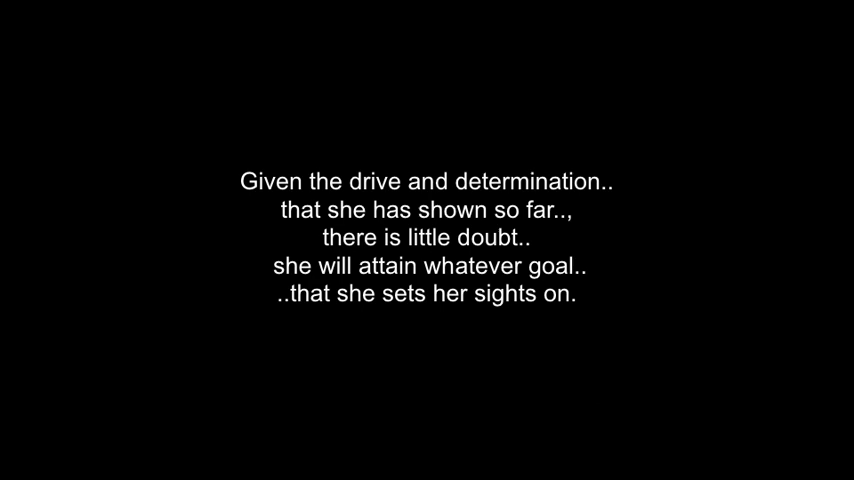 Given the drive and determination..
that she has shown so far..,
there is little doubt..
she will attain whatever goal..
..that she sets her sights on.